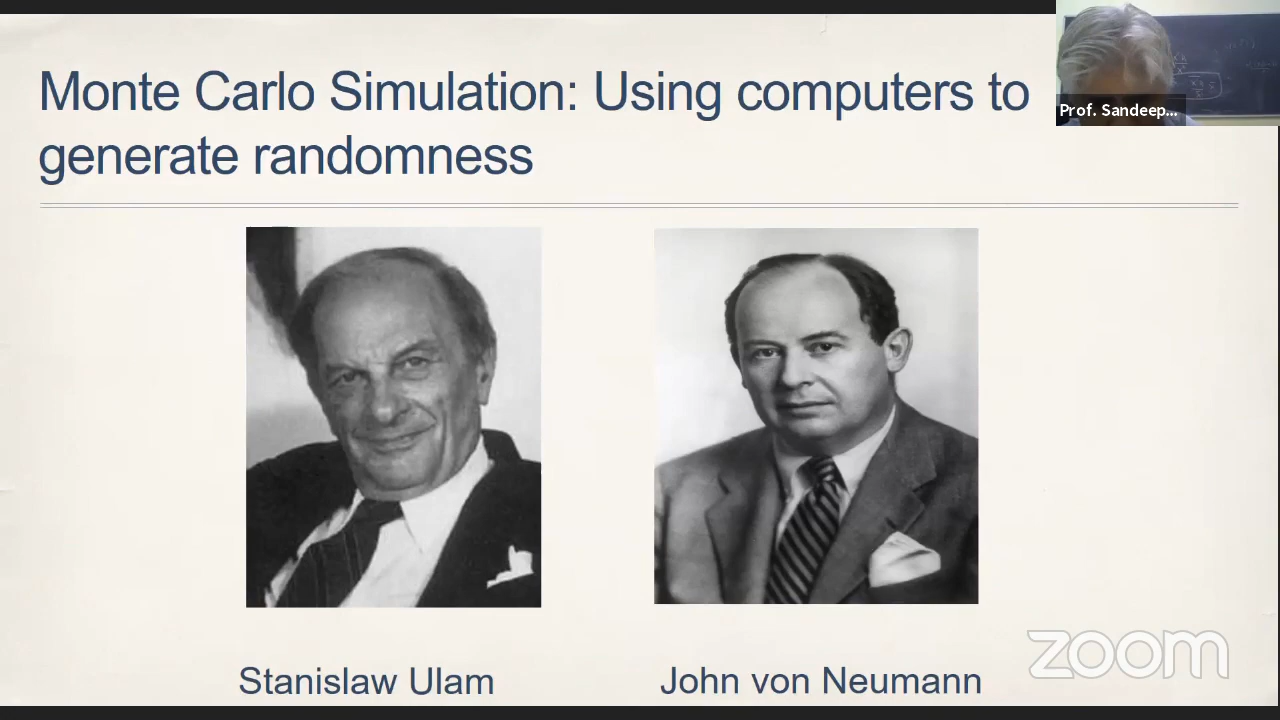 Monte Carlo Simulation: Using computers to
generate randomness
Prof. Sandeep...
Stanislaw Ulam
John von Neumann
zoom